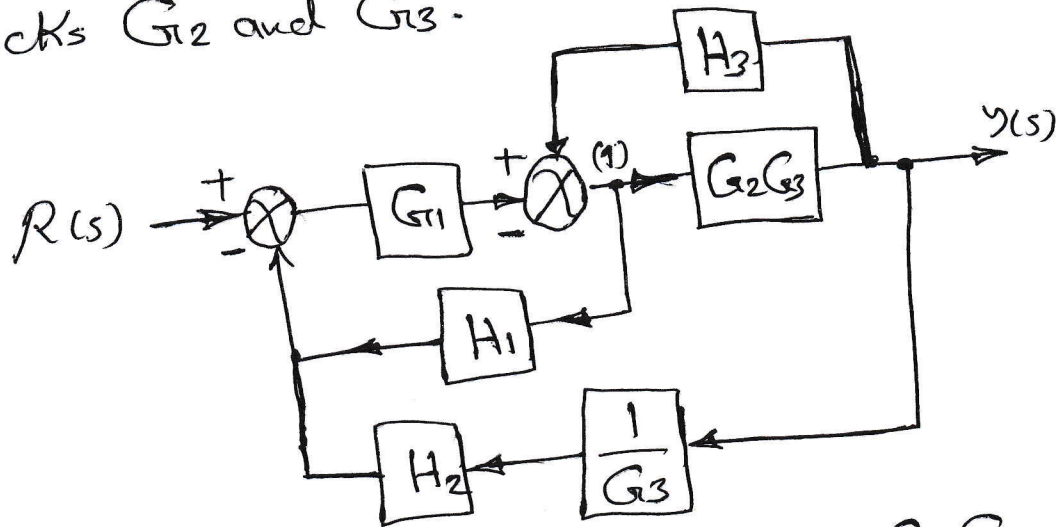 cks G2 and G3.
H3
+ (1) y(s)
+ G1 G2G3
R(s) - -
H1
H2 1/G3